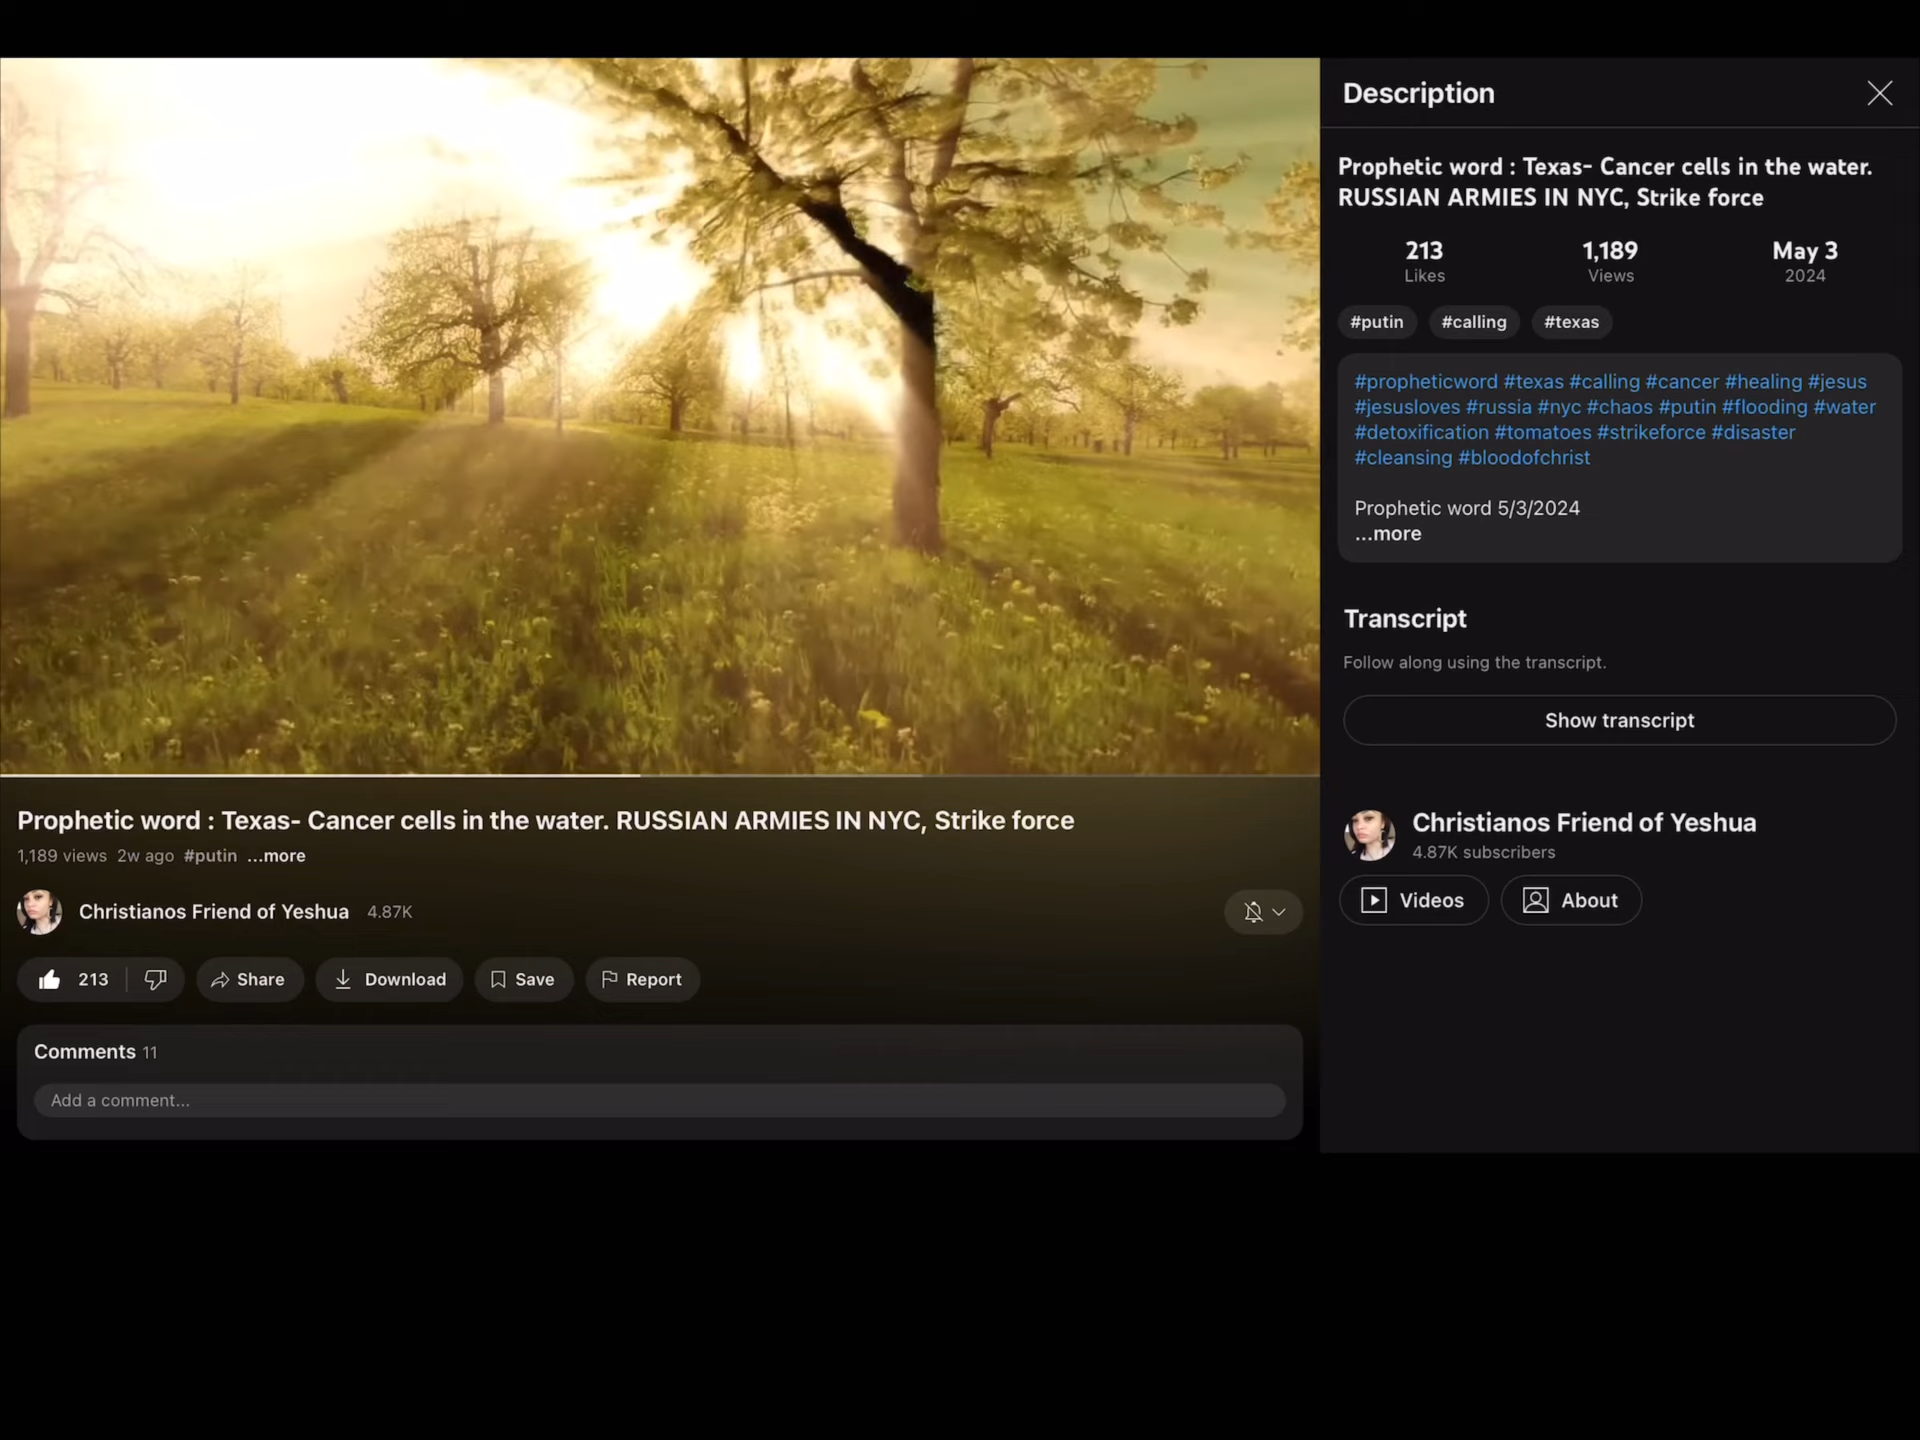 Description
Prophetic word : Texas- Cancer cells in the water.
RUSSIAN ARMIES IN NYC, Strike force
213
Likes
1,189
Views
May 3
2024
#putin
#calling
#texas
#propheticword #texas #calling #cancer #healing #jesus
#jesusloves #russia #nyc #chaos #putin #flooding #water
#detoxification #tomatoes #strikeforce #disaster
#cleansing #bloodofchrist
Prophetic word 5/3/2024
...more
Transcript
Follow along using the transcript.
Show transcript
Christianos Friend of Yeshua
4.87K subscribers
Videos
About
Prophetic word : Texas- Cancer cells in the water. RUSSIAN ARMIES IN NYC, Strike force
1,189 views 2w ago #putin ...more
Christianos Friend of Yeshua 4.87K
213
Share
Download
Save
Report
Comments 11
Add a comment...